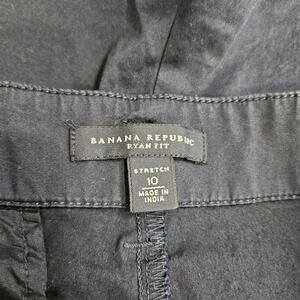 BANANA REPUBLIC
RYAN FIT
STRETCH
10
MADE IN
INDIA